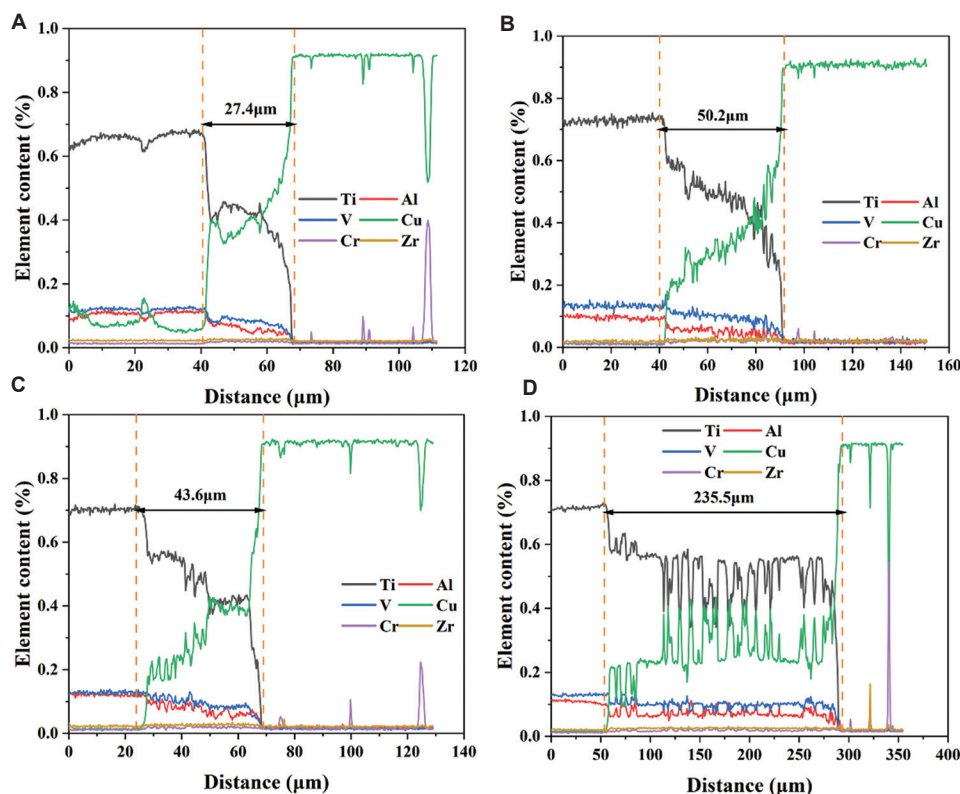 A
1.0
0.8
0.6
0.4
0.2
0.0
Element content (%)
27.4μm
Ti Al
V Cu
Cr Zr
0 20 40 60 80 100 120
Distance (μm)
B
1.0
0.8
0.6
0.4
0.2
0.0
Element content (%)
50.2μm
Ti Al
V Cu
Cr Zr
0 20 40 60 80 100 120 140 160
Distance (μm)
C
1.0
0.8
0.6
0.4
0.2
0.0
Element content (%)
43.6μm
Ti Al
V Cu
Cr Zr
0 20 40 60 80 100 120 140
Distance (μm)
D
1.0
0.8
0.6
0.4
0.2
0.0
Element content (%)
Ti Al
V Cu
Cr Zr
235.5μm
0 50 100 150 200 250 300 350 400
Distance (μm)